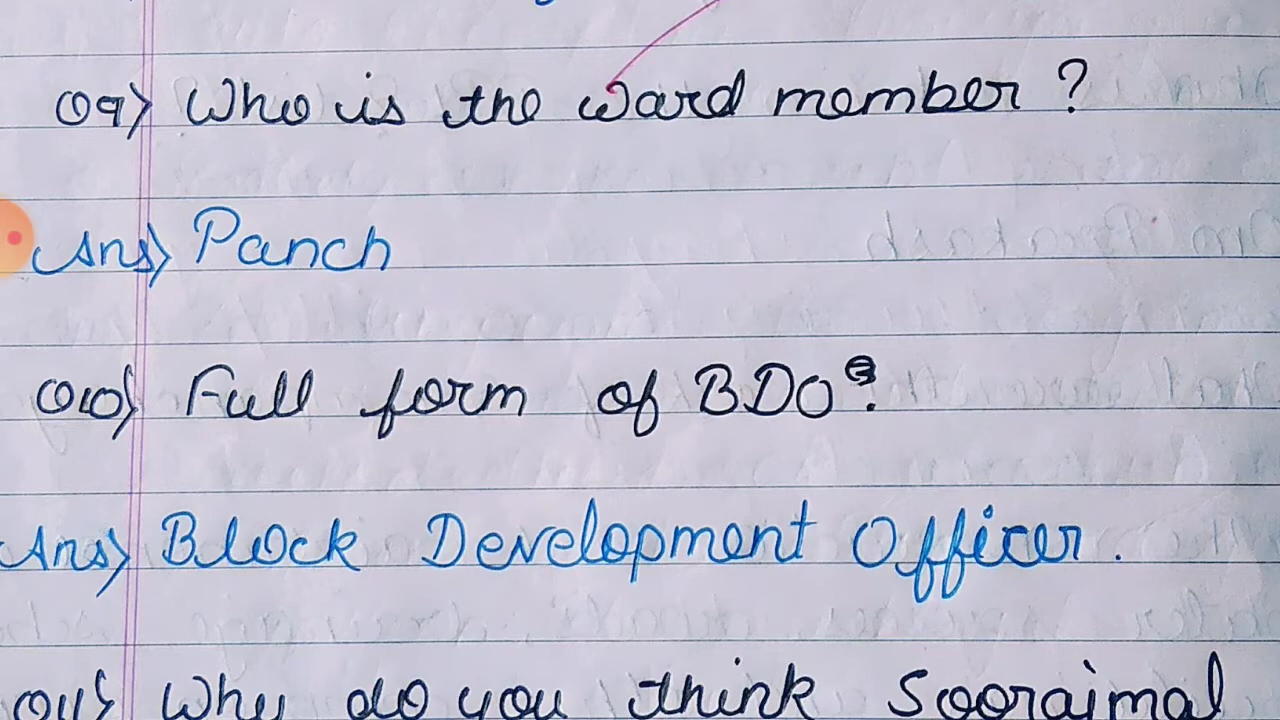 Q9) Who is the ward member ?
Ans) Panch
Q10) Full form of BDO ?
Ans) Block Development Officer .
Q11) Why do you think Soorajmal